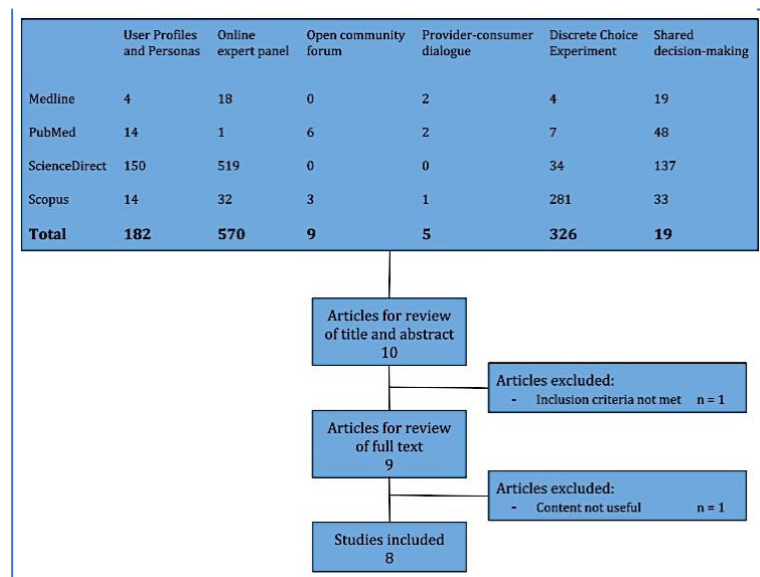 User Profiles and Personas
Online expert panel
Open community forum
Provider-consumer dialogue
Discrete Choice Experiment
Shared decision-making
Medline 4 18 0 2 4 19
PubMed 14 1 6 2 7 48
ScienceDirect 150 519 0 0 34 137
Scopus 14 32 3 1 281 33
Total 182 570 9 5 326 19
Articles for review
of title and abstract
10
Articles excluded:
- Inclusion criteria not met n = 1
Articles for review
of full text
9
Articles excluded:
- Content not useful n = 1
Studies included
8